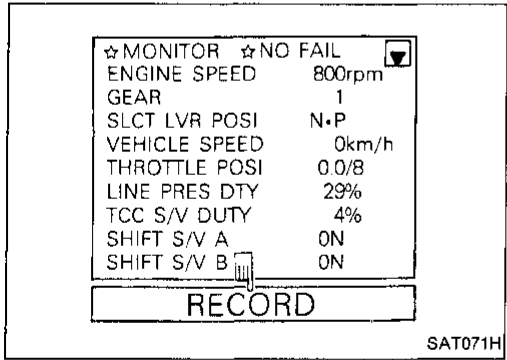 ☆MONITOR ☆NO FAIL ▼
ENGINE SPEED 800rpm
GEAR 1
SLCT LVR POSI N•P
VEHICLE SPEED 0km/h
THROTTLE POSI 0.0/8
LINE PRES DTY 29%
TCC S/V DUTY 4%
SHIFT S/V A ON
SHIFT S/V B ON
RECORD
SAT071H